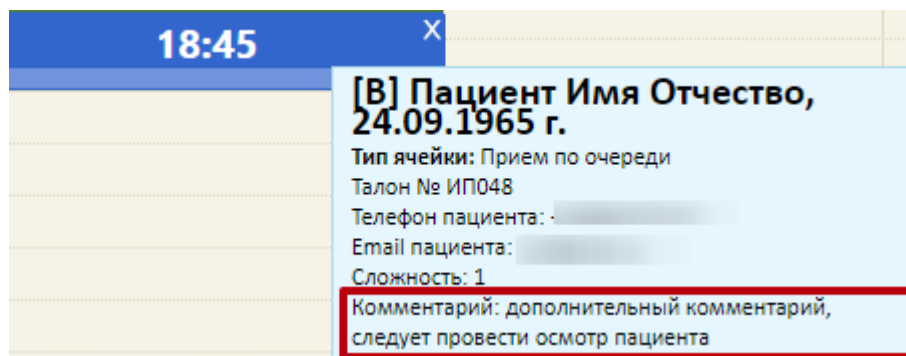 18:45
X
[В] Пациент Имя Отчество,
24.09.1965 г.
Тип ячейки: Прием по очереди
Талон № ИП048
Телефон пациента:
Email пациента:
Сложность: 1
Комментарий: дополнительный комментарий,
следует провести осмотр пациента